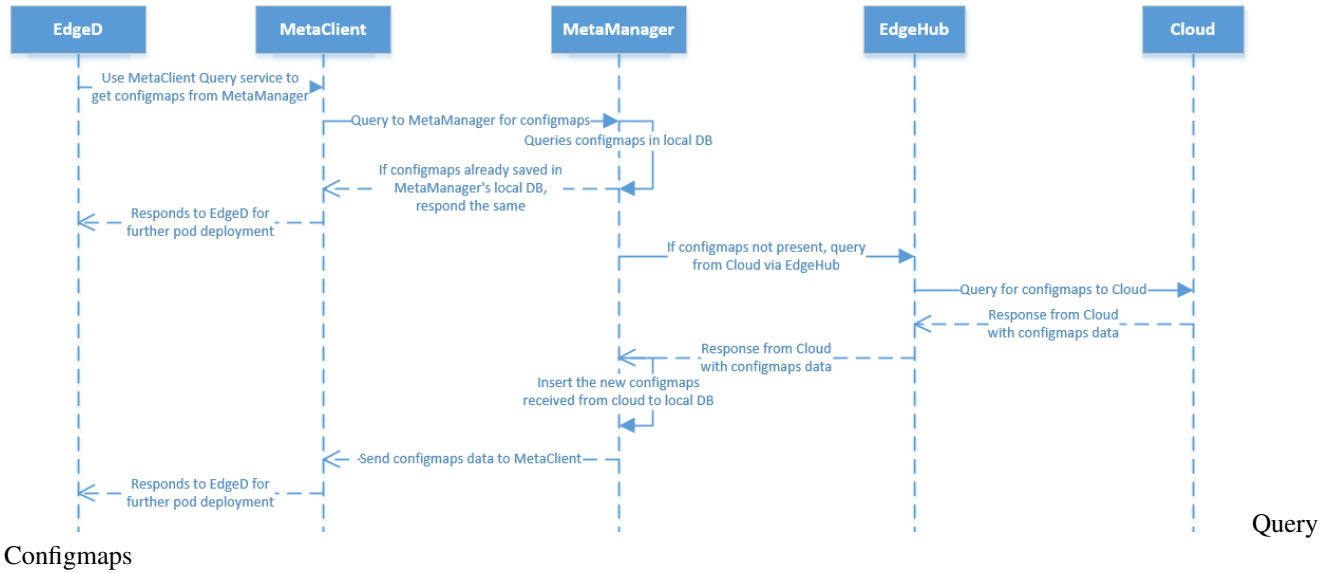 EdgeD
MetaClient
MetaManager
EdgeHub
Cloud
Use MetaClient Query service to
get configmaps from MetaManager
Query to MetaManager for configmaps
Queries configmaps in local DB
If configmaps already saved in
MetaManager's local DB,
respond the same
Responds to EdgeD for
further pod deployment
If configmaps not present, query
from Cloud via EdgeHub
Query for configmaps to Cloud
Response from Cloud
with configmaps data
Response from Cloud
with configmaps data
Insert the new configmaps
received from cloud to local DB
Send configmaps data to MetaClient
Responds to EdgeD for
further pod deployment
Query
Configmaps